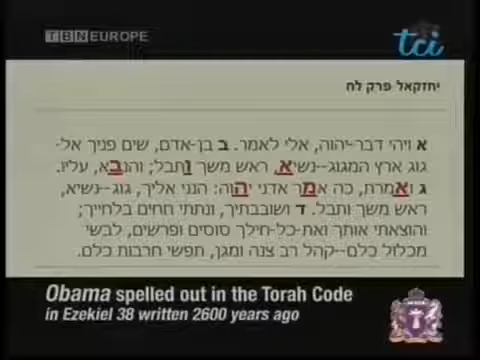 TBN EUROPE
tci
יחזקאל פרק לח
א ויהי דבר-יהוה, אלי לאמר. ב בן-אדם, שים פניך אל-
גוג ארץ המגוג--נשיא, ראש משך ותבל; והנבא, עליו.
ג ואמרת, כה אמר אדני יהוה: הנני אליך, גוג--נשיא,
ראש משך ותבל. ד ושובבתיך, ונתתי חחים בלחייך;
והוצאתי אותך ואת-כל-חילך סוסים ופרשים, לבשי
מכלול כלם--קהל רב צנה ומגן, תפשי חרבות כלם.
Obama spelled out in the Torah Code
in Ezekiel 38 written 2600 years ago